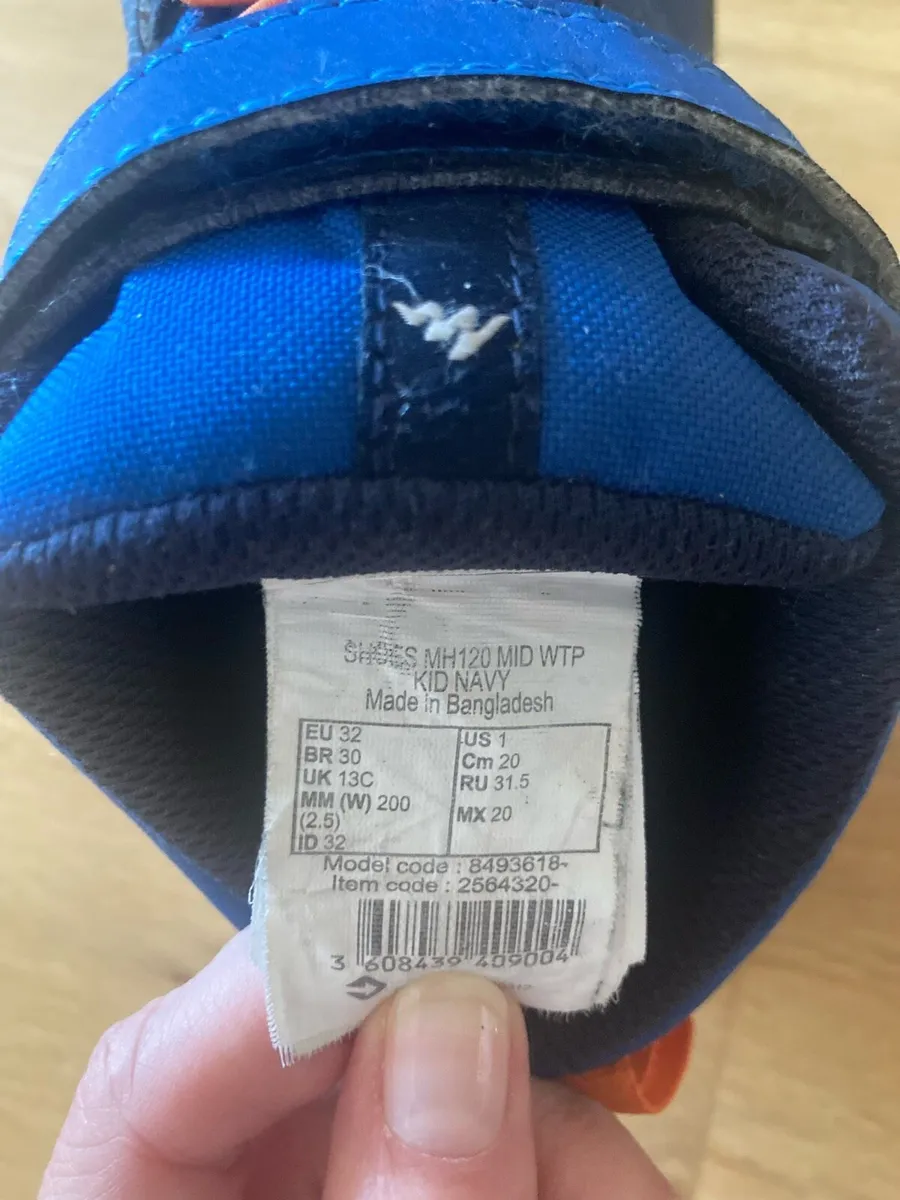 SHOES MH120 MID WTP
KID NAVY
Made in Bangladesh
EU 32
BR 30
UK 13C
MM (W) 200
(2.5)
ID 32
US 1
Cm 20
RU 31.5
MX 20
Model code : 8493618-
Item code : 2564320-
3 608439 409004